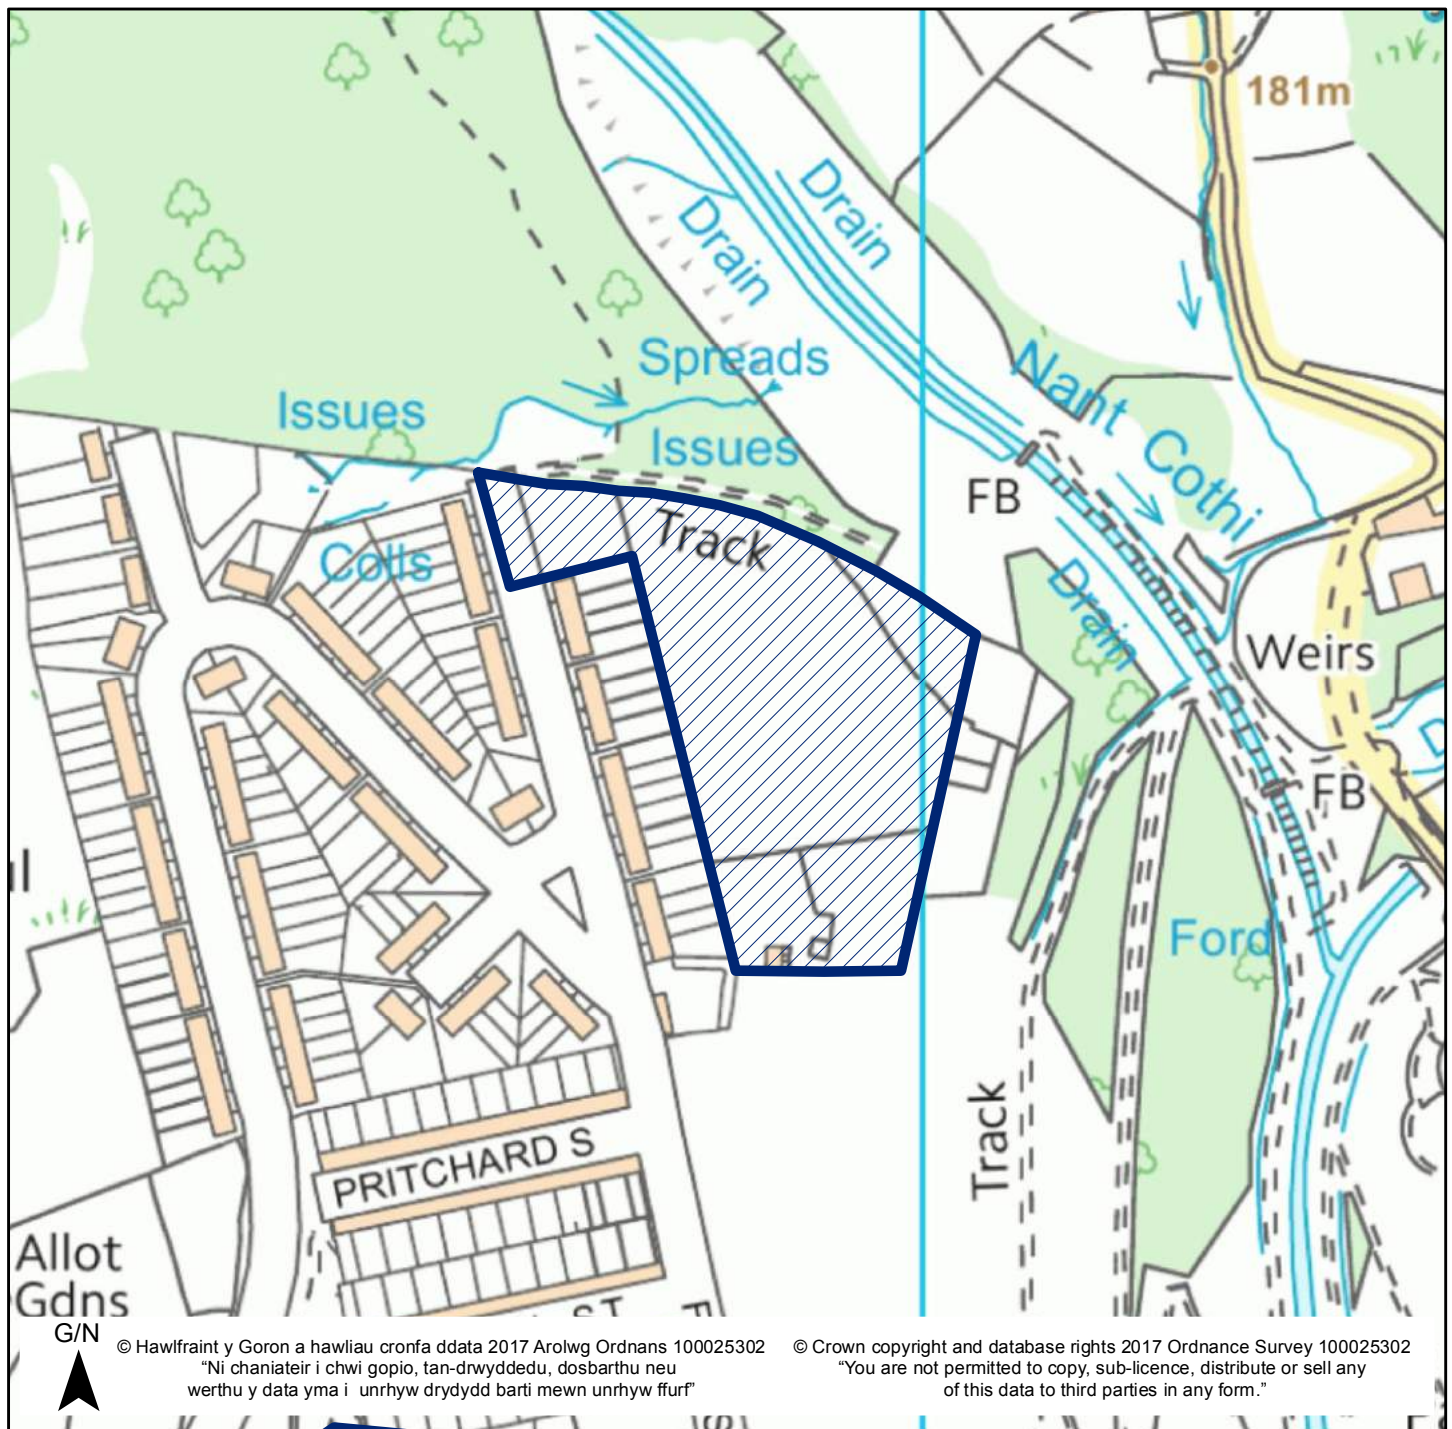 181m
Drain
Drain
Spreads
Issues
Issues
Nant Cothi
FB
Track
Colls
Drain
Weirs
FB
Ford
Track
PRITCHARD S
Allot
Gdns
ST
G/N
© Hawlfraint y Goron a hawliau cronfa ddata 2017 Arolwg Ordnans 100025302
“Ni chaniateir i chwi gopio, tan-drwyddedu, dosbarthu neu
werthu y data yma i unrhyw drydydd barti mewn unrhyw ffurf”
© Crown copyright and database rights 2017 Ordnance Survey 100025302
“You are not permitted to copy, sub-licence, distribute or sell any
of this data to third parties in any form.”